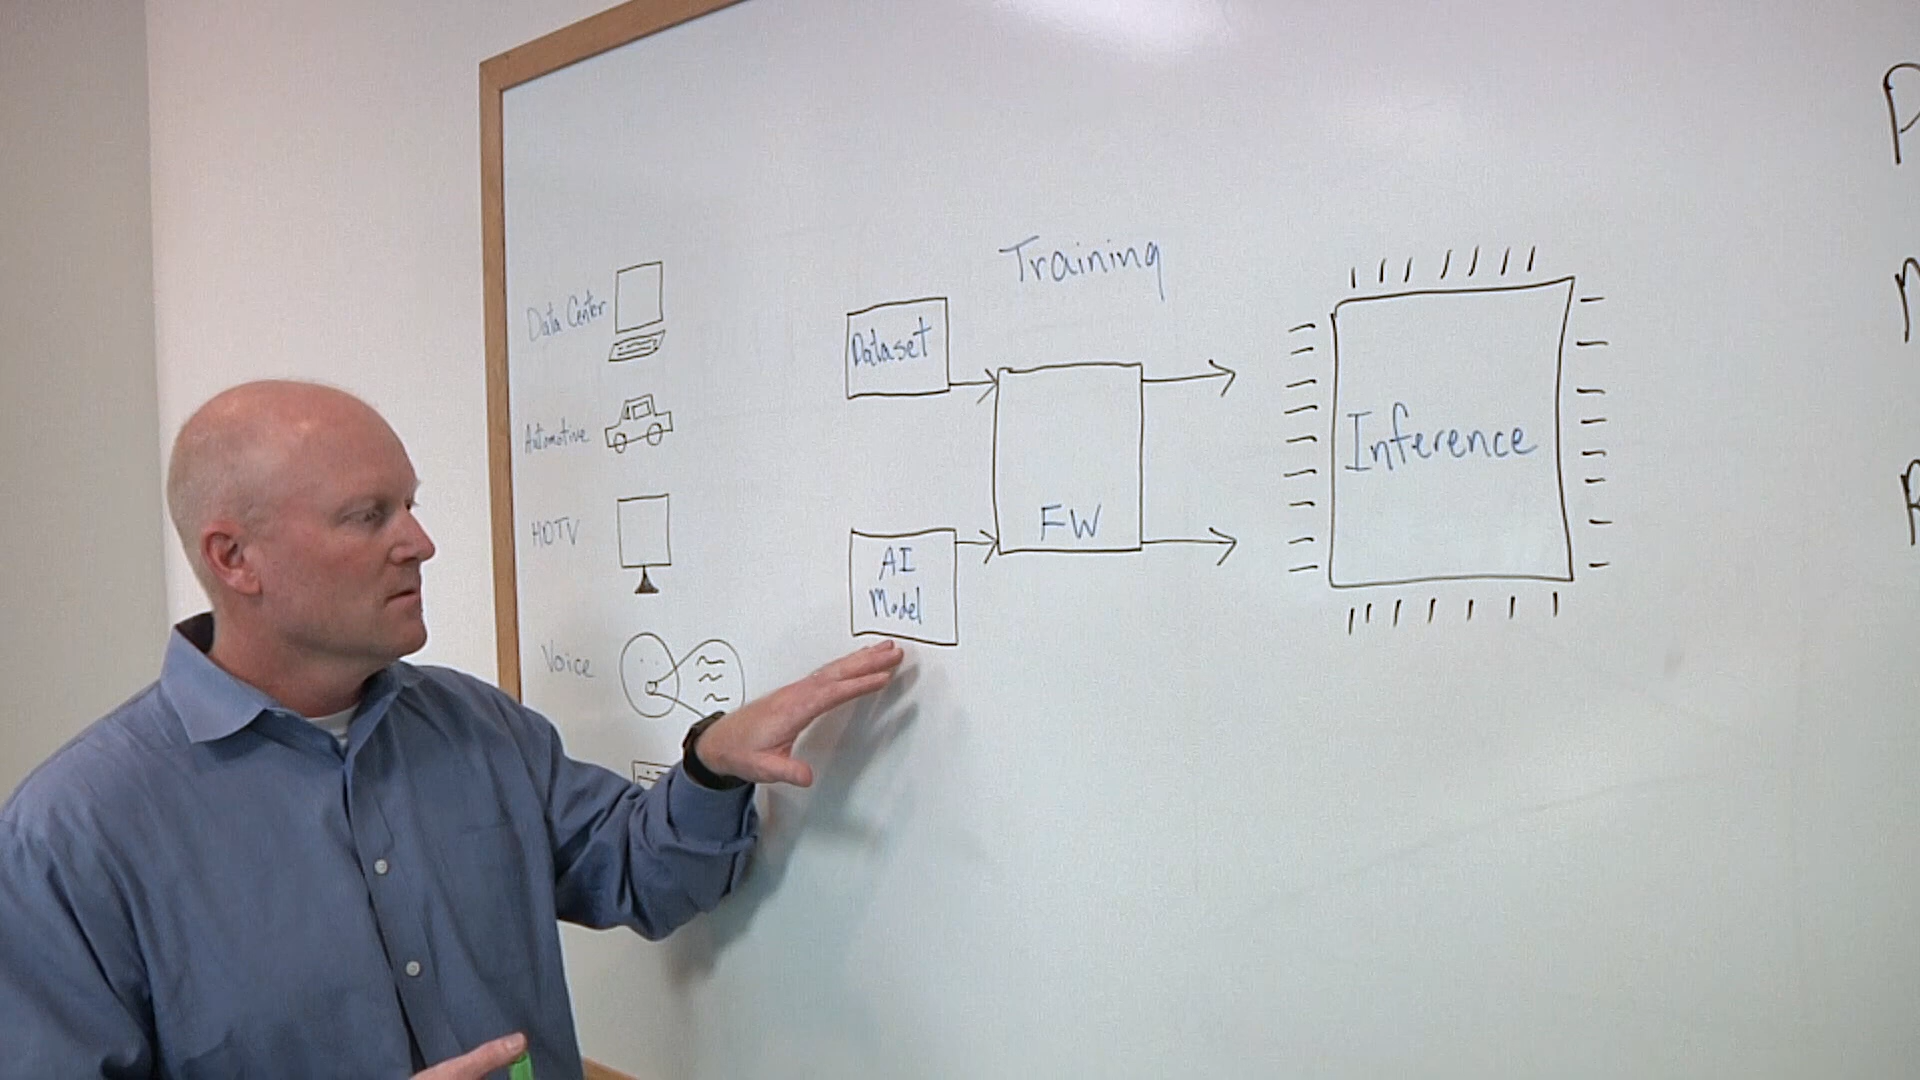 Training
Data Center
Dataset
Automotive
Inference
HDTV
FW
AI
Model
Voice